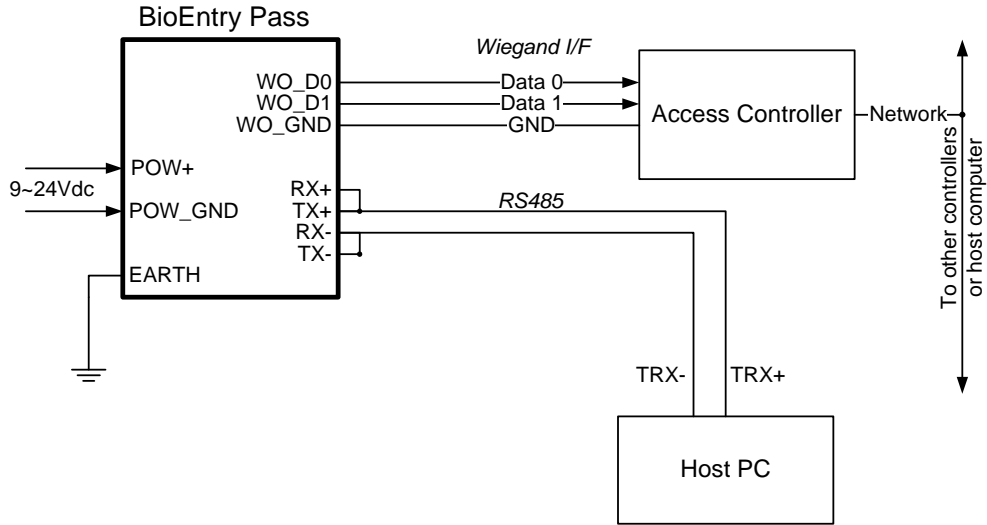 BioEntry Pass
Wiegand I/F
WO_D0
Data 0
WO_D1
Data 1
WO_GND
GND
Access Controller
Network
To other controllers
or host computer
9~24Vdc
POW+
POW_GND
EARTH
RX+
TX+
RX-
TX-
RS485
TRX-
TRX+
Host PC